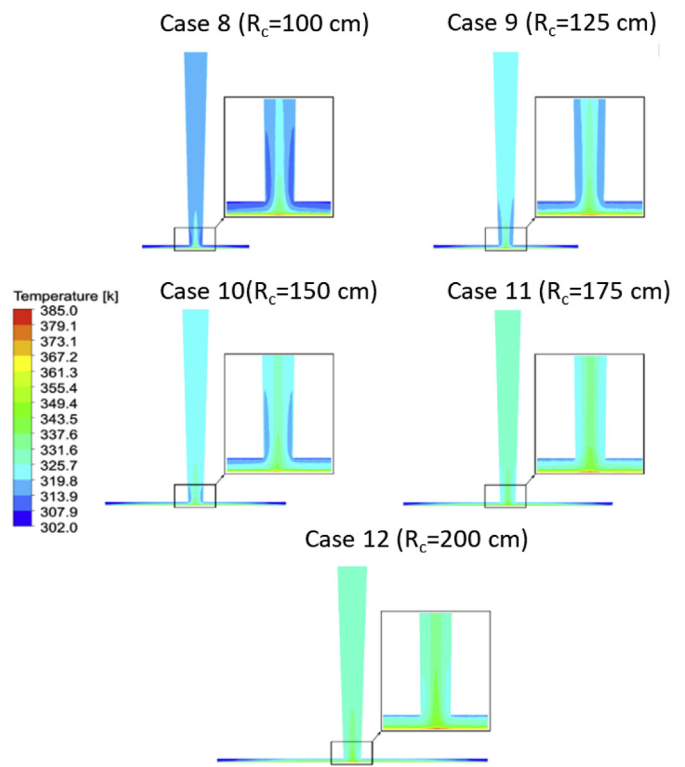 Case 8 (Rc=100 cm)
Case 9 (Rc=125 cm)
Case 10(Rc=150 cm)
Case 11 (Rc=175 cm)
Temperature [k]
385.0
379.1
373.1
367.2
361.3
355.4
349.4
343.5
337.6
331.6
325.7
319.8
313.9
307.9
302.0
Case 12 (Rc=200 cm)